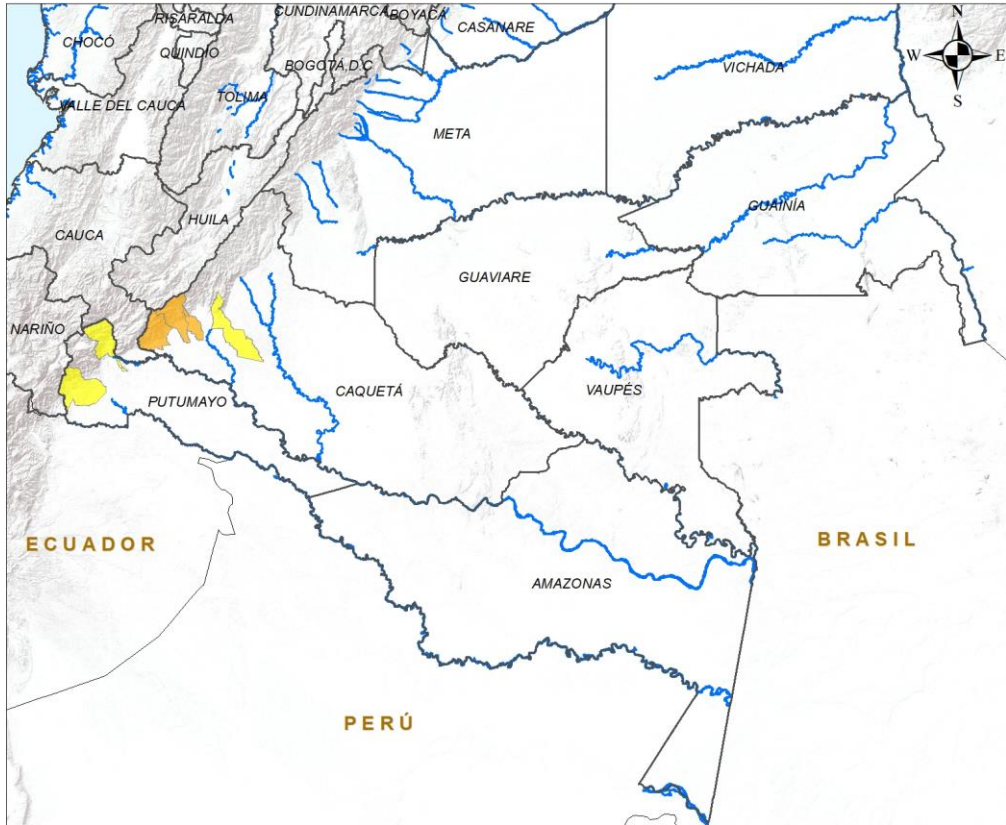 CUNDINAMARCA
BOYACÁ
RISARALDA
CASANARE
N
CHOCÓ
QUINDÍO
W
E
BOGOTÁ D.C
VICHADA
S
VALLE DEL CAUCA
TOLIMA
META
HUILA
GUAINÍA
CAUCA
GUAVIARE
NARIÑO
CAQUETÁ
VAUPÉS
PUTUMAYO
ECUADOR
BRASIL
AMAZONAS
PERÚ